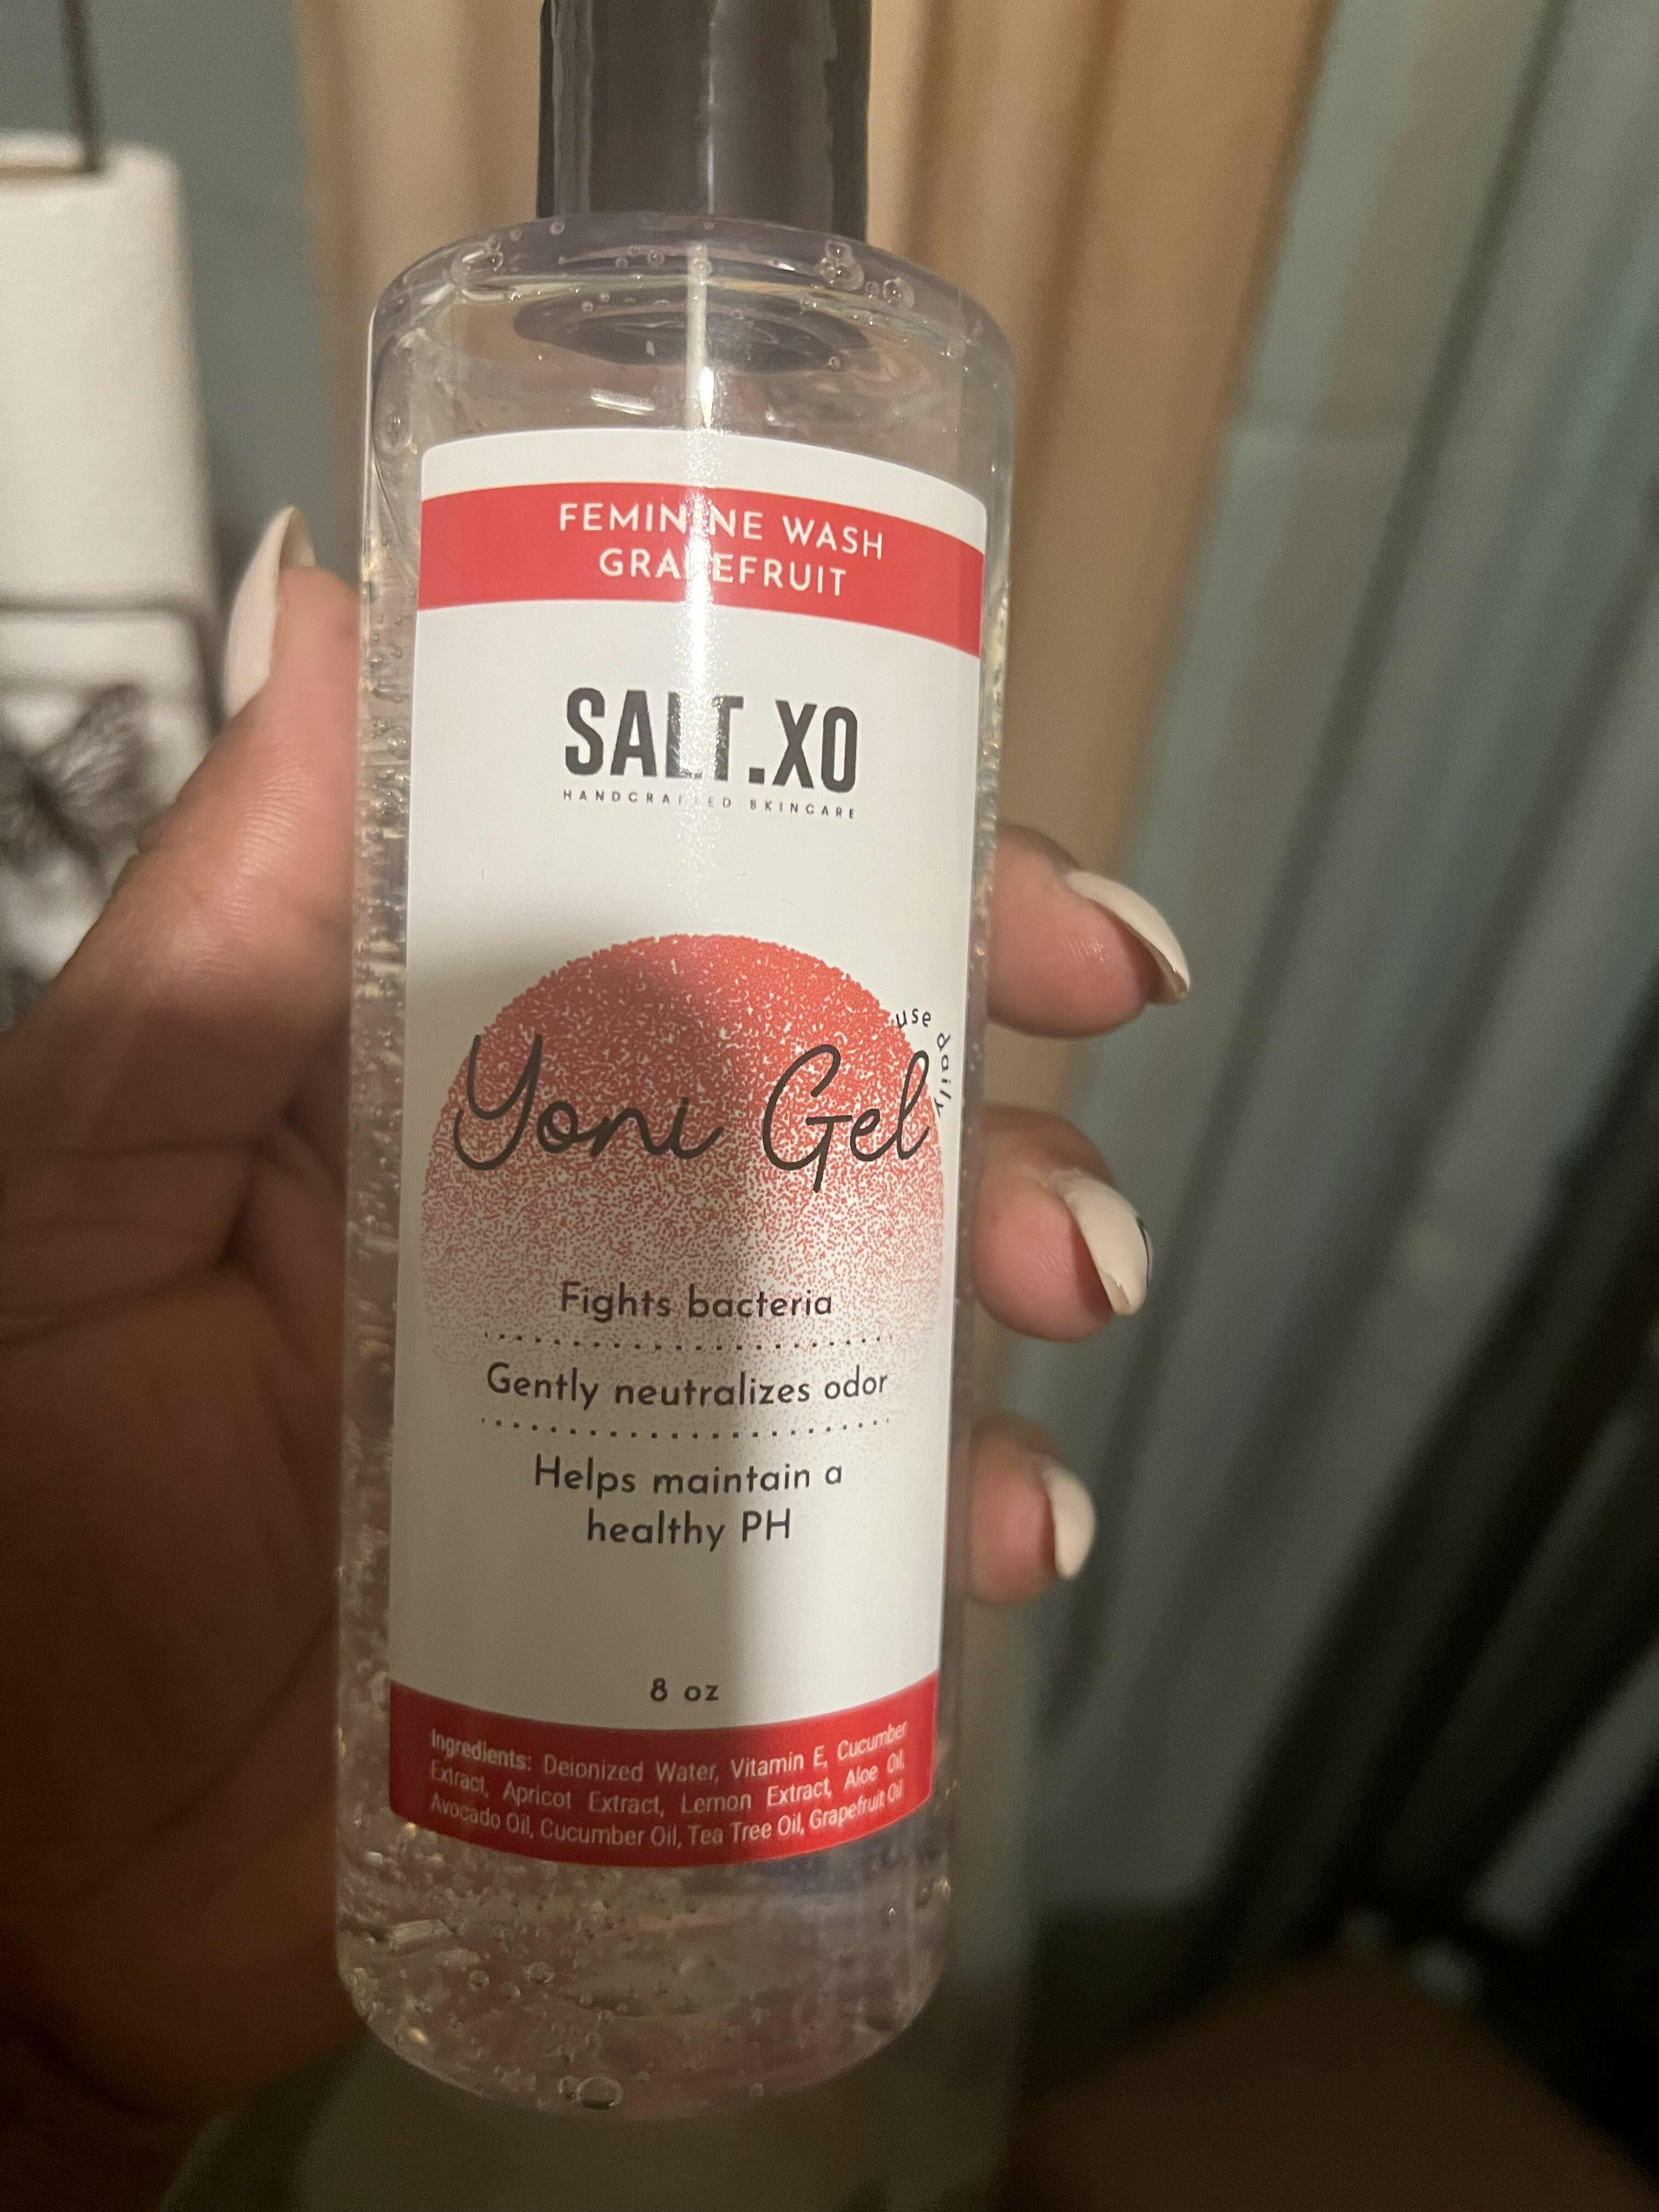 FEMININE WASH
GRAPEFRUIT
SALT.XO
HANDCRAFTED SKINCARE
use daily
Yoni Gel
Fights bacteria
Gently neutralizes odor
Helps maintain a
healthy PH
8 oz
Ingredients: Deionized Water, Vitamin E, Cucumber
Extract, Apricot Extract, Lemon Extract, Aloe Oil,
Avocado Oil, Cucumber Oil, Tea Tree Oil, Grapefruit Oil